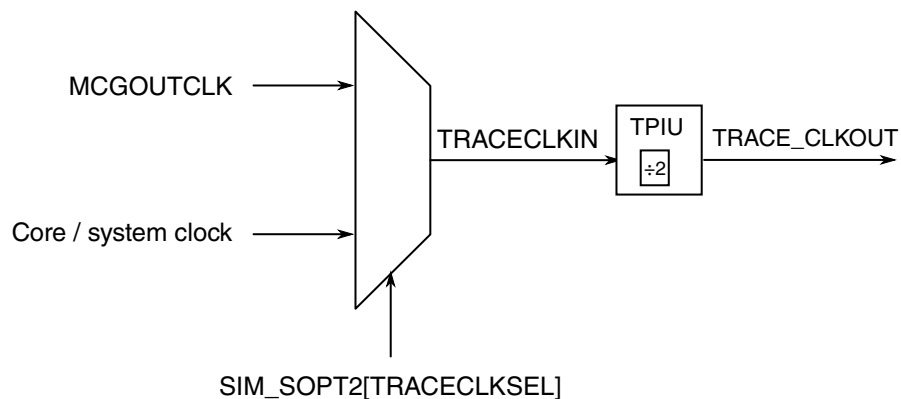 MCGOUTCLK
TRACECLKIN
TPIU
÷2
TRACE_CLKOUT
Core / system clock
SIM_SOPT2[TRACECLKSEL]